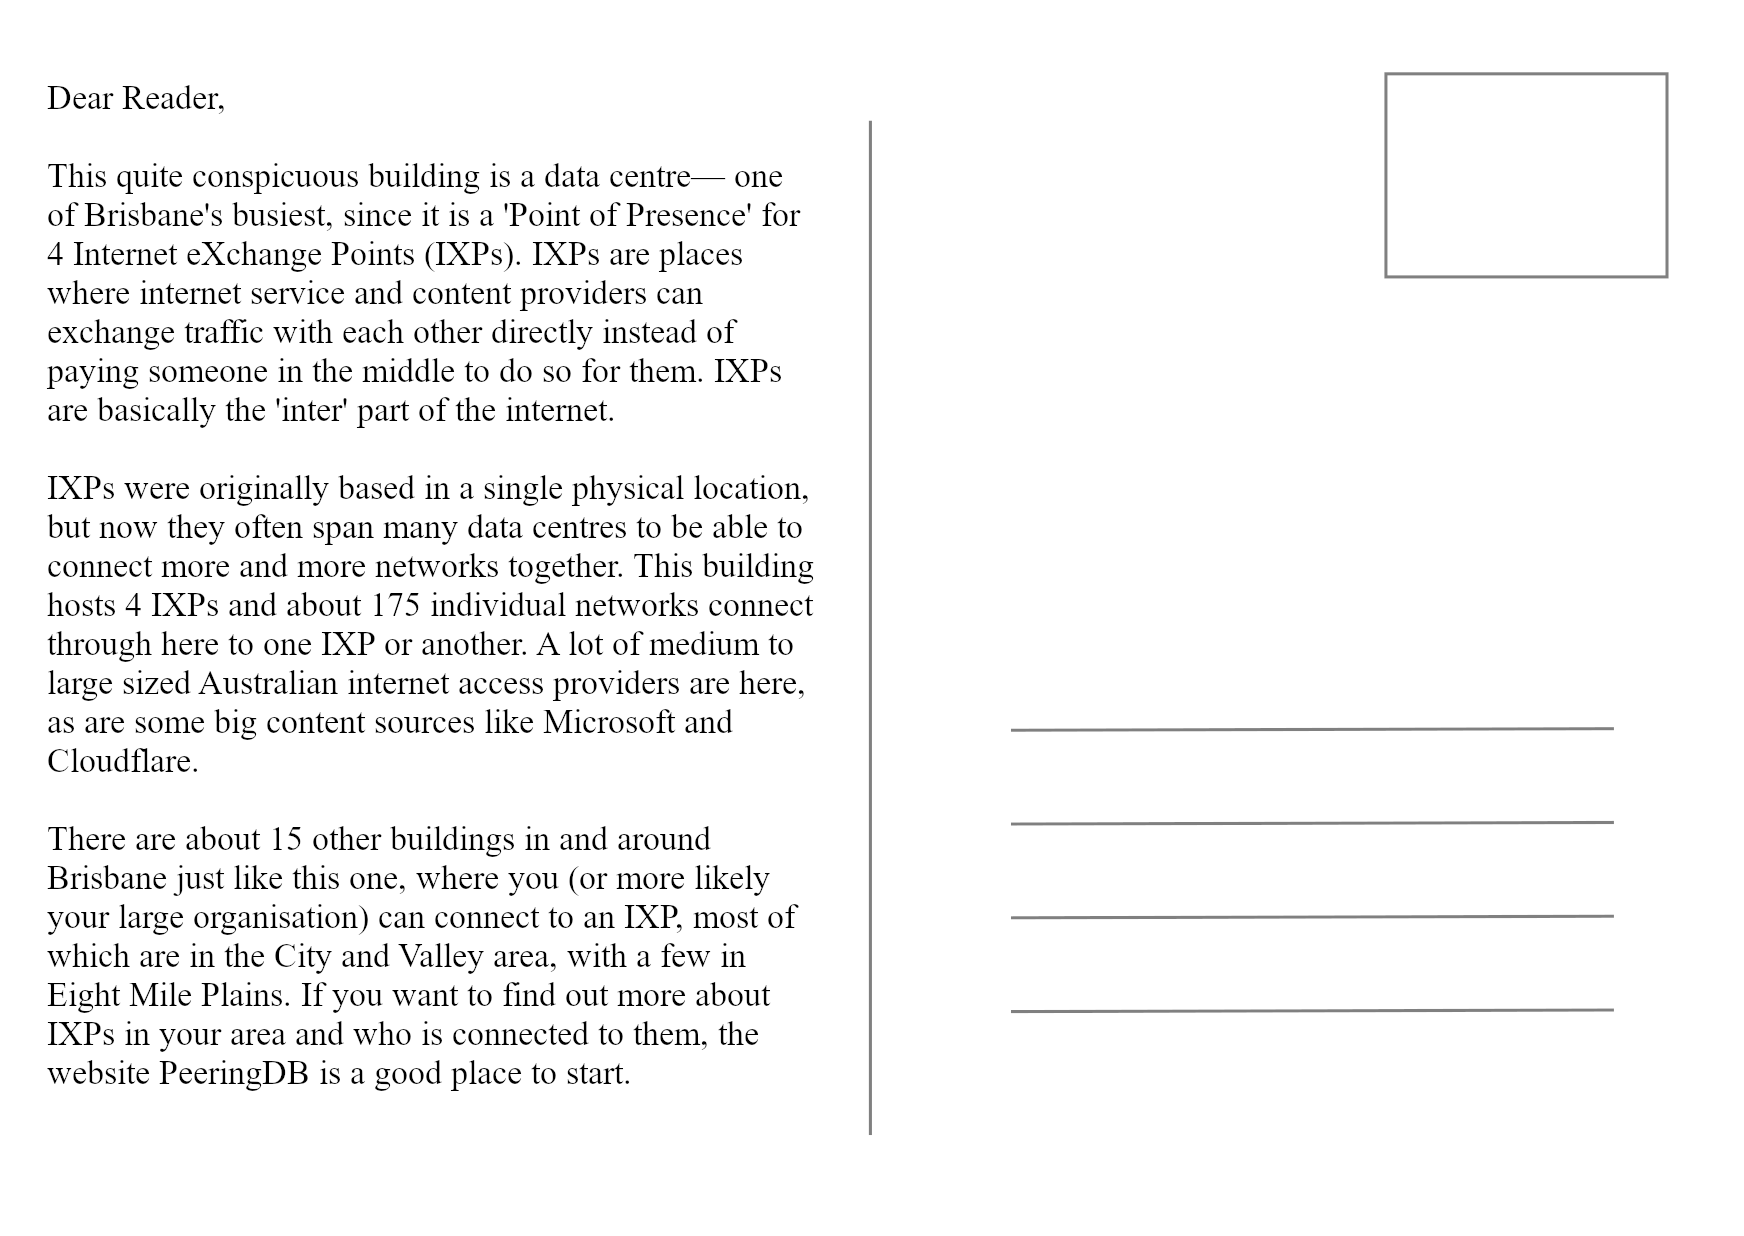 Dear Reader,
This quite conspicuous building is a data centre— one
of Brisbane's busiest, since it is a 'Point of Presence' for
4 Internet eXchange Points (IXPs). IXPs are places
where internet service and content providers can
exchange traffic with each other directly instead of
paying someone in the middle to do so for them. IXPs
are basically the 'inter' part of the internet.
IXPs were originally based in a single physical location,
but now they often span many data centres to be able to
connect more and more networks together. This building
hosts 4 IXPs and about 175 individual networks connect
through here to one IXP or another. A lot of medium to
large sized Australian internet access providers are here,
as are some big content sources like Microsoft and
Cloudflare.
There are about 15 other buildings in and around
Brisbane just like this one, where you (or more likely
your large organisation) can connect to an IXP, most of
which are in the City and Valley area, with a few in
Eight Mile Plains. If you want to find out more about
IXPs in your area and who is connected to them, the
website PeeringDB is a good place to start.